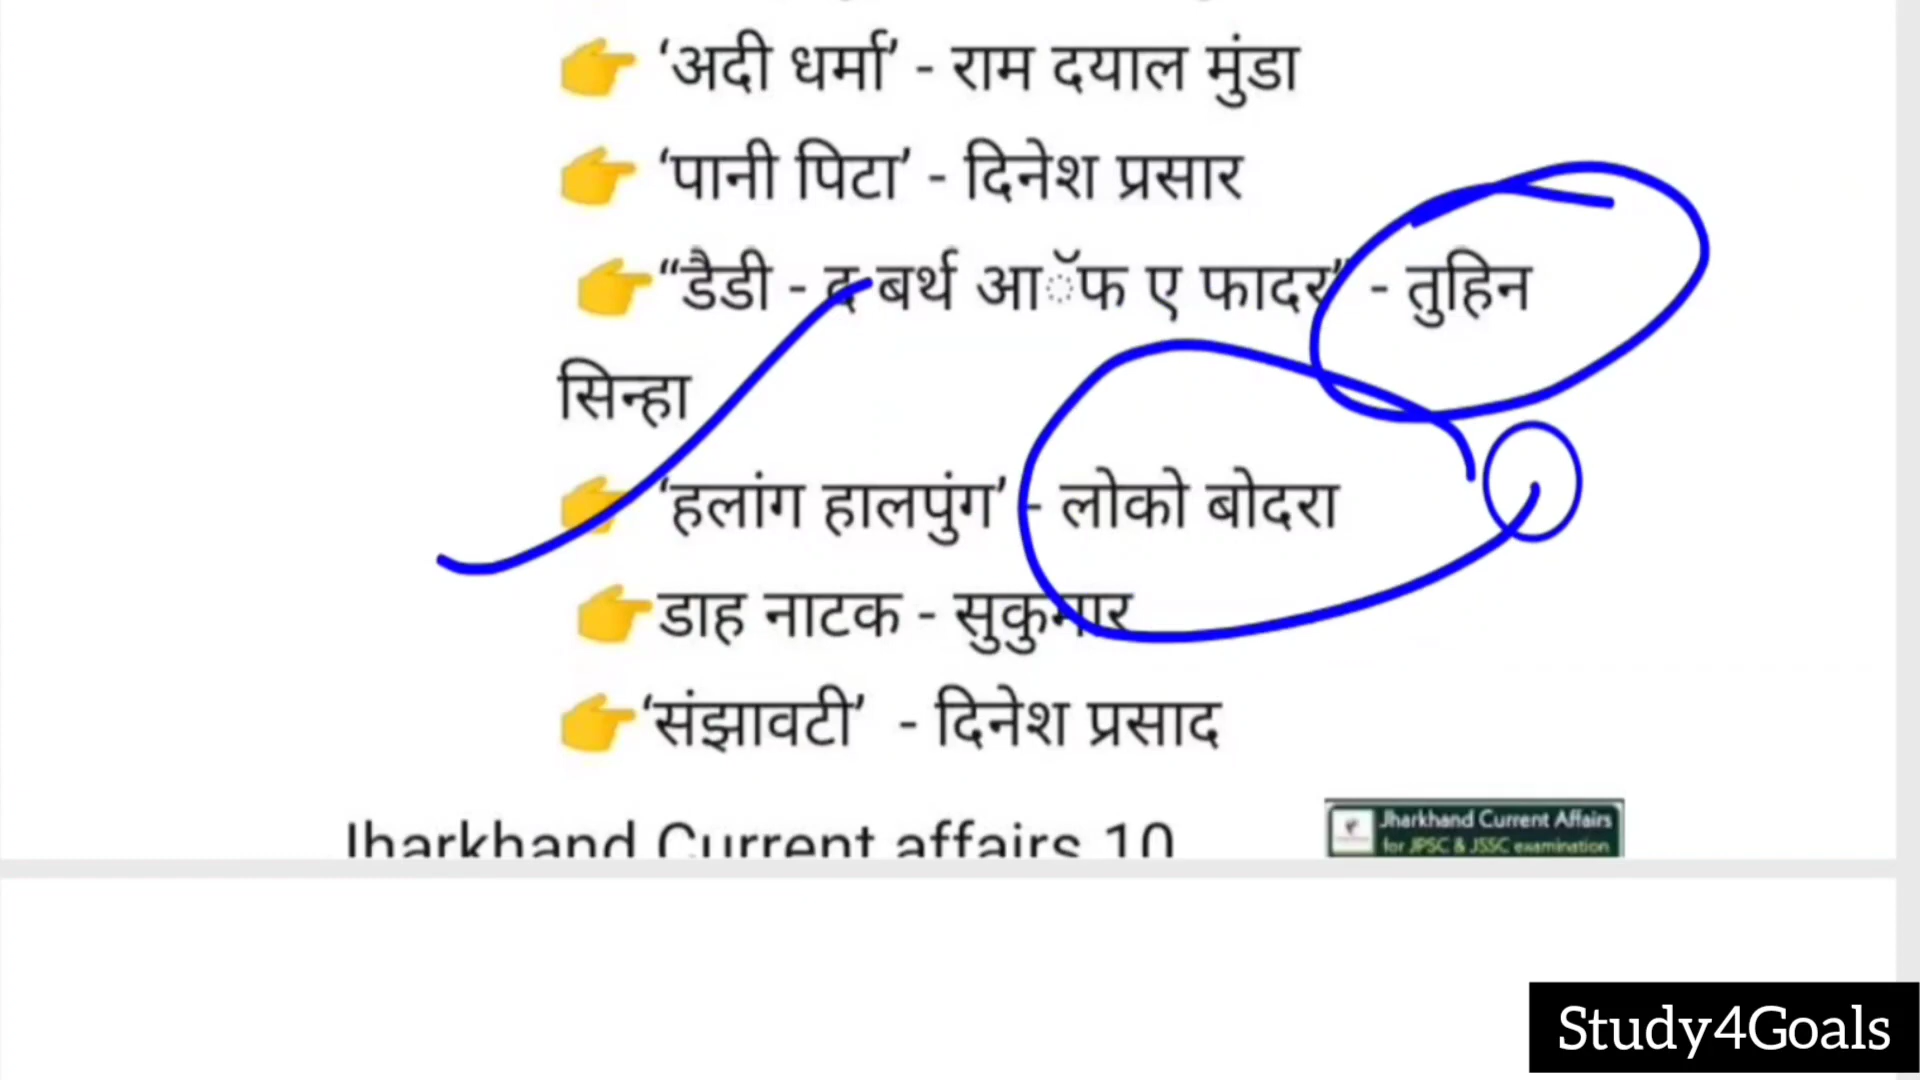 👉 ‘अदी धर्मा’ - राम दयाल मुंडा
👉 ‘पानी पिटा’ - दिनेश प्रसार
👉 “डैडी - द बर्थ आॅफ ए फादर” - तुहिन
सिन्हा
👉 ‘हलांग हालपुंग’ - लोको बोदरा
👉 डाह नाटक - सुकुमार
👉 ‘संझावटी’ - दिनेश प्रसाद
Jharkhand Current affairs 10
Jharkhand Current Affairs
for JPSC & JSSC examination
Study4Goals